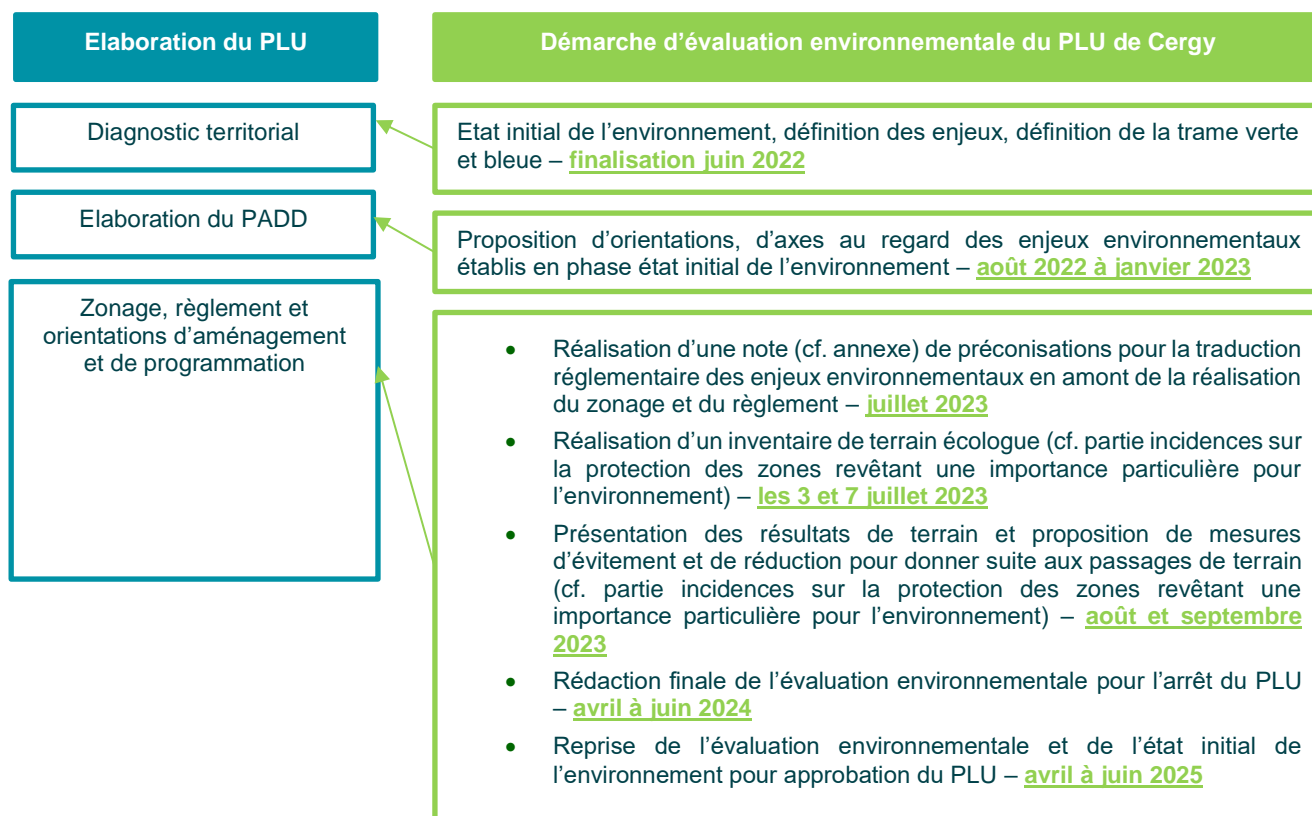 Elaboration du PLU
Démarche d'évaluation environnementale du PLU de Cergy
Diagnostic territorial
Etat initial de l'environnement, définition des enjeux, définition de la trame verte
et bleue – finalisation juin 2022
Elaboration du PADD
Proposition d'orientations, d'axes au regard des enjeux environnementaux
établis en phase état initial de l'environnement – août 2022 à janvier 2023
Zonage, règlement et
orientations d'aménagement
et de programmation
• Réalisation d'une note (cf. annexe) de préconisations pour la traduction
réglementaire des enjeux environnementaux en amont de la réalisation
du zonage et du règlement – juillet 2023
• Réalisation d'un inventaire de terrain écologue (cf. partie incidences sur
la protection des zones revêtant une importance particulière pour
l'environnement) – les 3 et 7 juillet 2023
• Présentation des résultats de terrain et proposition de mesures
d'évitement et de réduction pour donner suite aux passages de terrain
(cf. partie incidences sur la protection des zones revêtant une
importance particulière pour l'environnement) – août et septembre
2023
• Rédaction finale de l'évaluation environnementale pour l'arrêt du PLU
– avril à juin 2024
• Reprise de l'évaluation environnementale et de l'état initial de
l'environnement pour approbation du PLU – avril à juin 2025